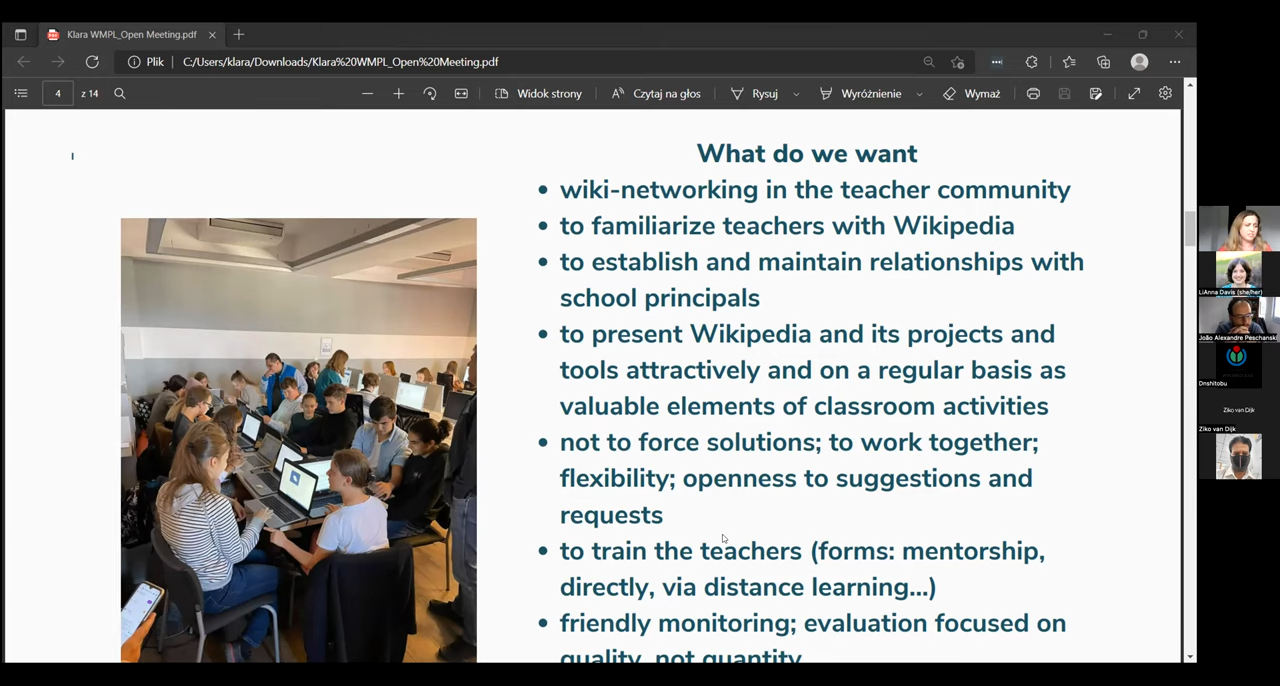 Klara WMPL_Open Meeting.pdf
Plik
C:/Users/klara/Downloads/Klara%20WMPL_Open%20Meeting.pdf
4 z 14
Widok strony
Czytaj na głos
Rysuj
Wyróżnienie
Wymaż
What do we want
• wiki-networking in the teacher community
• to familiarize teachers with Wikipedia
• to establish and maintain relationships with
school principals
• to present Wikipedia and its projects and
tools attractively and on a regular basis as
valuable elements of classroom activities
• not to force solutions; to work together;
flexibility; openness to suggestions and
requests
• to train the teachers (forms: mentorship,
directly, via distance learning...)
• friendly monitoring; evaluation focused on
quality, not quantity
LiAnna Davis (she/her)
João Alexandre Peschanski
Dnshitobu
Ziko van Dijk
Ziko van Dijk